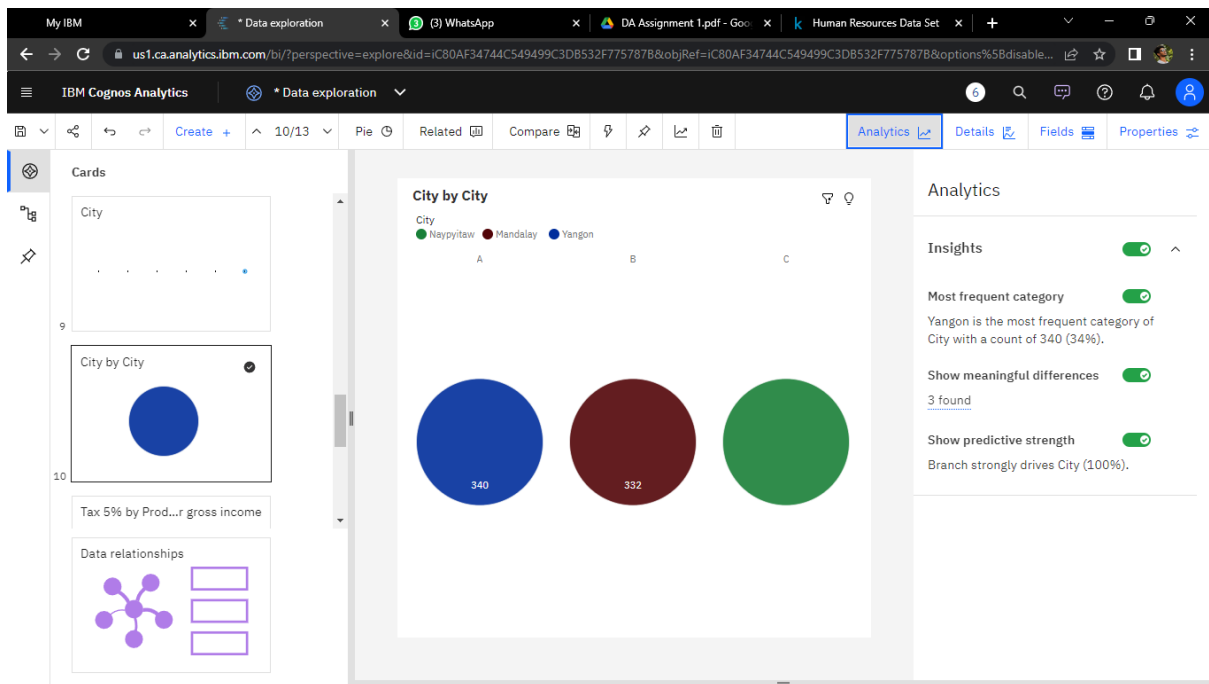 My IBM
* Data exploration
(3) WhatsApp
DA Assignment 1.pdf - Goo
Human Resources Data Set
us1.ca.analytics.ibm.com/bi/?perspective=explore&id=iC80AF34744C549499C3DB532F775787B&objRef=iC80AF34744C549499C3DB532F775787B&options%5Bdisable...
IBM Cognos Analytics
* Data exploration
6
Create +
10/13
Pie
Related
Compare
Analytics
Details
Fields
Properties
Cards
City
9
City by City
10
Tax 5% by Prod...r gross income
Data relationships
City by City
City
Naypyitaw Mandalay Yangon
A B C
340 332
Analytics
Insights
Most frequent category
Yangon is the most frequent category of
City with a count of 340 (34%).
Show meaningful differences
3 found
Show predictive strength
Branch strongly drives City (100%).